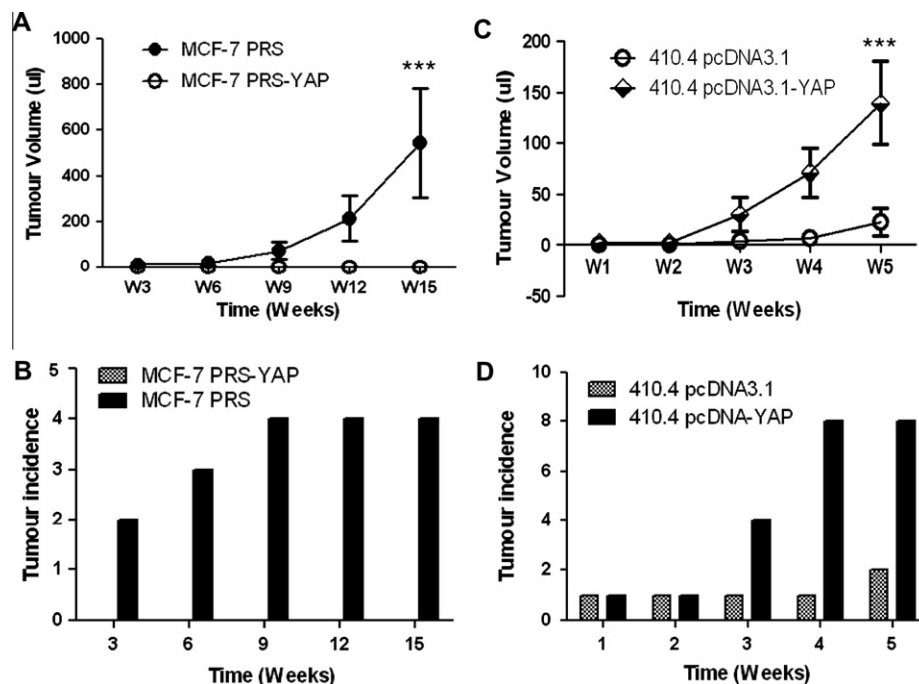 A
1000
800
600
400
200
0
Tumour Volume (ul)
MCF-7 PRS
MCF-7 PRS-YAP
***
W3 W6 W9 W12 W15
Time (Weeks)
C
200
150
100
50
0
-50
Tumour Volume (ul)
410.4 pcDNA3.1
410.4 pcDNA3.1-YAP
***
W1 W2 W3 W4 W5
Time (Weeks)
B
5
4
3
2
1
0
Tumour incidence
MCF-7 PRS-YAP
MCF-7 PRS
3 6 9 12 15
Time (Weeks)
D
10
8
6
4
2
0
Tumour incidence
410.4 pcDNA3.1
410.4 pcDNA-YAP
1 2 3 4 5
Time (Weeks)